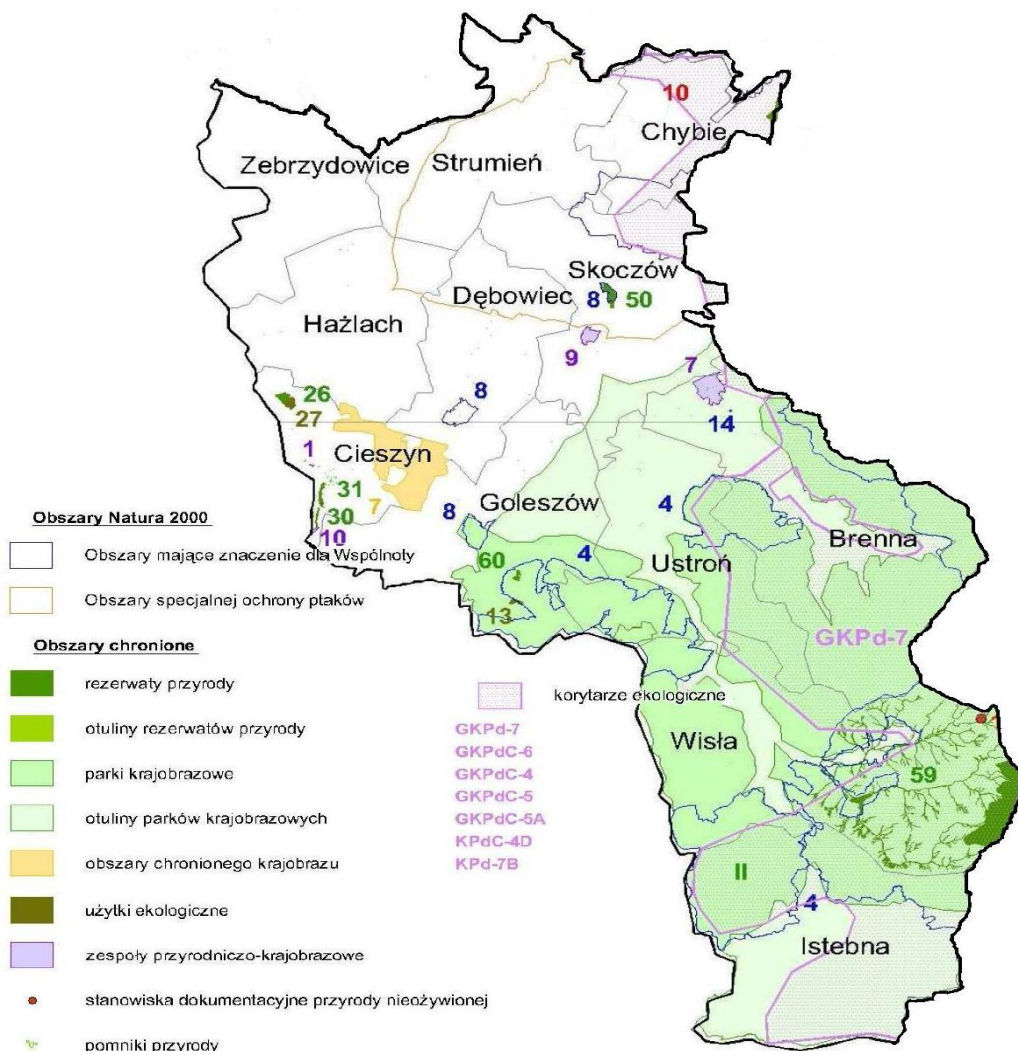 10
Chybie
Zebrzydowice
Strumień
Skoczów
8 50
Dębowiec
Hażlach
9
7
8
26
27
14
1
Cieszyn
31
7
30
10
8
Goleszów
4
4
Ustroń
Brenna
60
13
GKPd-7
Wisła
59
II
4
Istebna
Obszary Natura 2000
Obszary mające znaczenie dla Wspólnoty
Obszary specjalnej ochrony ptaków
Obszary chronione
rezerwaty przyrody
otuliny rezerwatów przyrody
parki krajobrazowe
otuliny parków krajobrazowych
obszary chronionego krajobrazu
użytki ekologiczne
zespoły przyrodniczo-krajobrazowe
stanowiska dokumentacyjne przyrody nieożywionej
pomniki przyrody
korytarze ekologiczne
GKPd-7
GKPdC-6
GKPdC-4
GKPdC-5
GKPdC-5A
KPdC-4D
KPd-7B